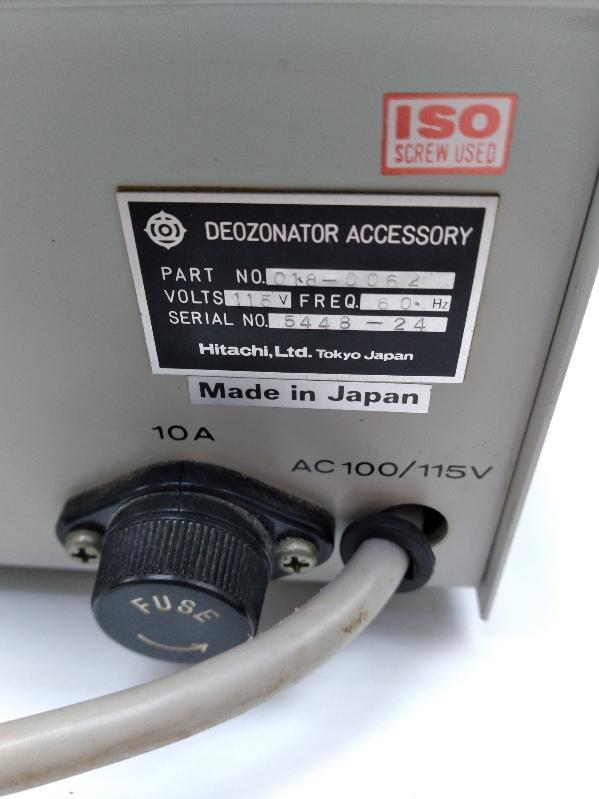 ISO
SCREW USED
DEOZONATOR ACCESSORY
PART NO. 018-0062
VOLTS 115 V FREQ. 60 Hz
SERIAL NO. 5448-24
Hitachi, Ltd. Tokyo Japan
Made in Japan
10A
AC100/115V
FUSE